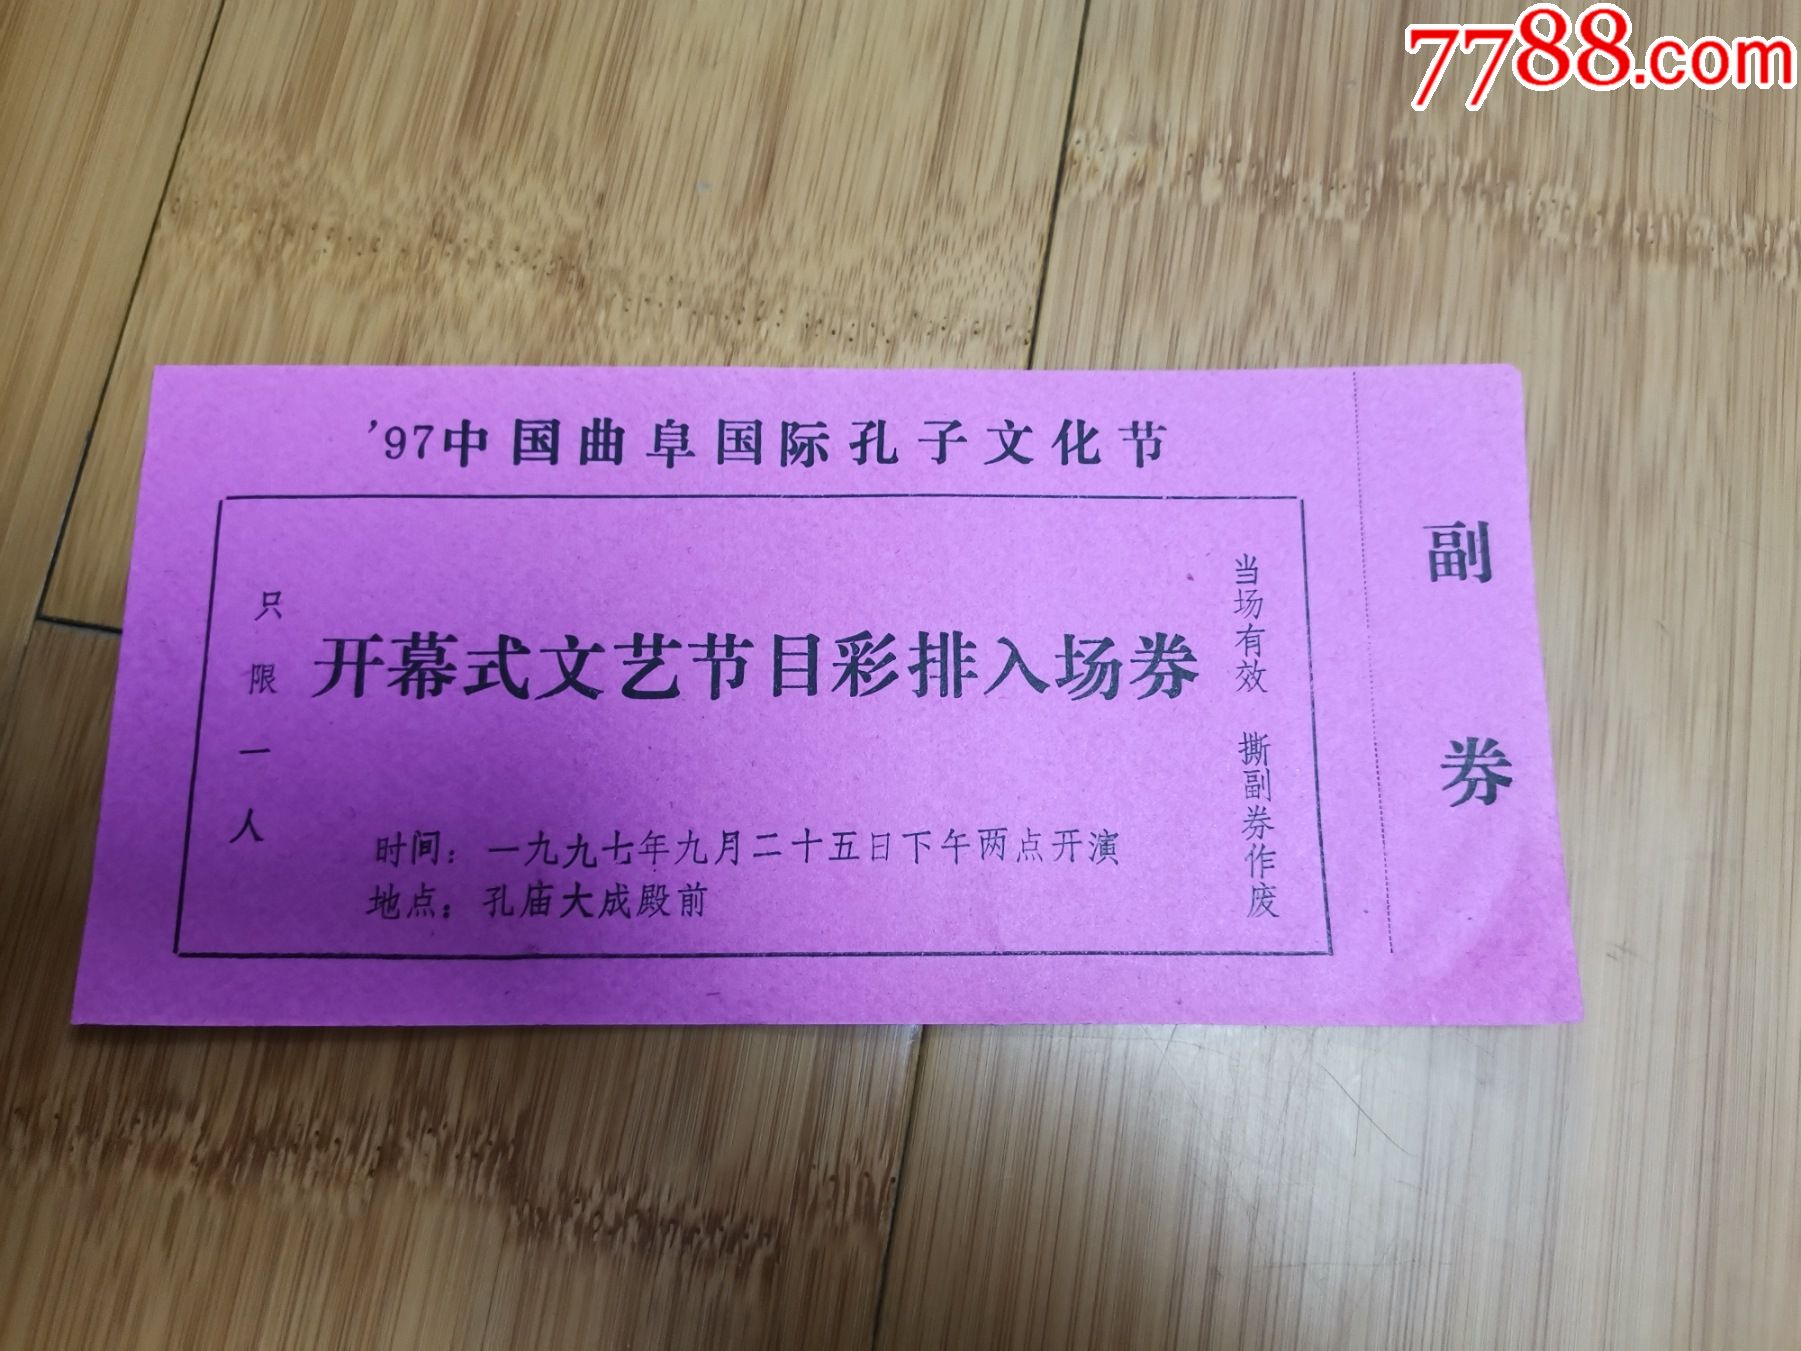 7788.com
'97中国曲阜国际孔子文化节
只限一人
开幕式文艺节目彩排入场券
当场有效 撕副券作废
时间：一九九七年九月二十五日下午两点开演
地点：孔庙大成殿前
副券